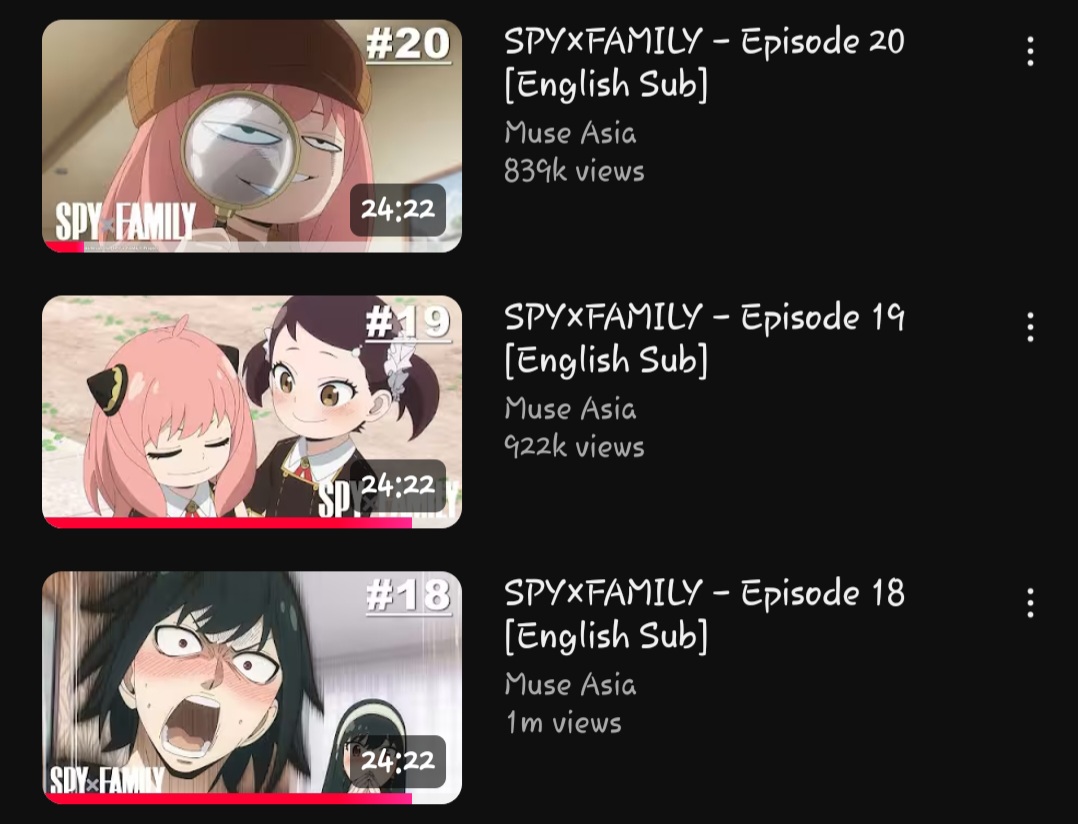 #20
SPY×FAMILY
24:22
SPY×FAMILY – Episode 20
[English Sub]
Muse Asia
839k views
#19
SPY×FAMILY
24:22
SPY×FAMILY – Episode 19
[English Sub]
Muse Asia
922k views
#18
SPY×FAMILY
24:22
SPY×FAMILY – Episode 18
[English Sub]
Muse Asia
1m views